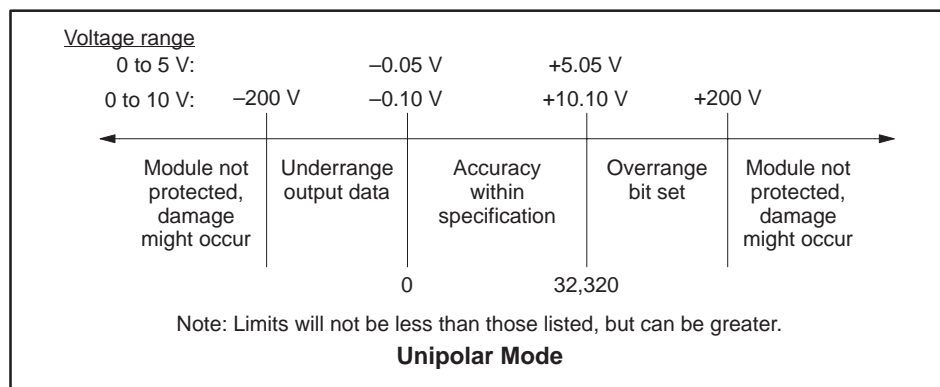 Voltage range
0 to 5 V: –0.05 V +5.05 V
0 to 10 V: –200 V –0.10 V +10.10 V +200 V
Module not protected, damage might occur
Underrange output data
Accuracy within specification
Overrange bit set
Module not protected, damage might occur
0 32,320
Note: Limits will not be less than those listed, but can be greater.
Unipolar Mode